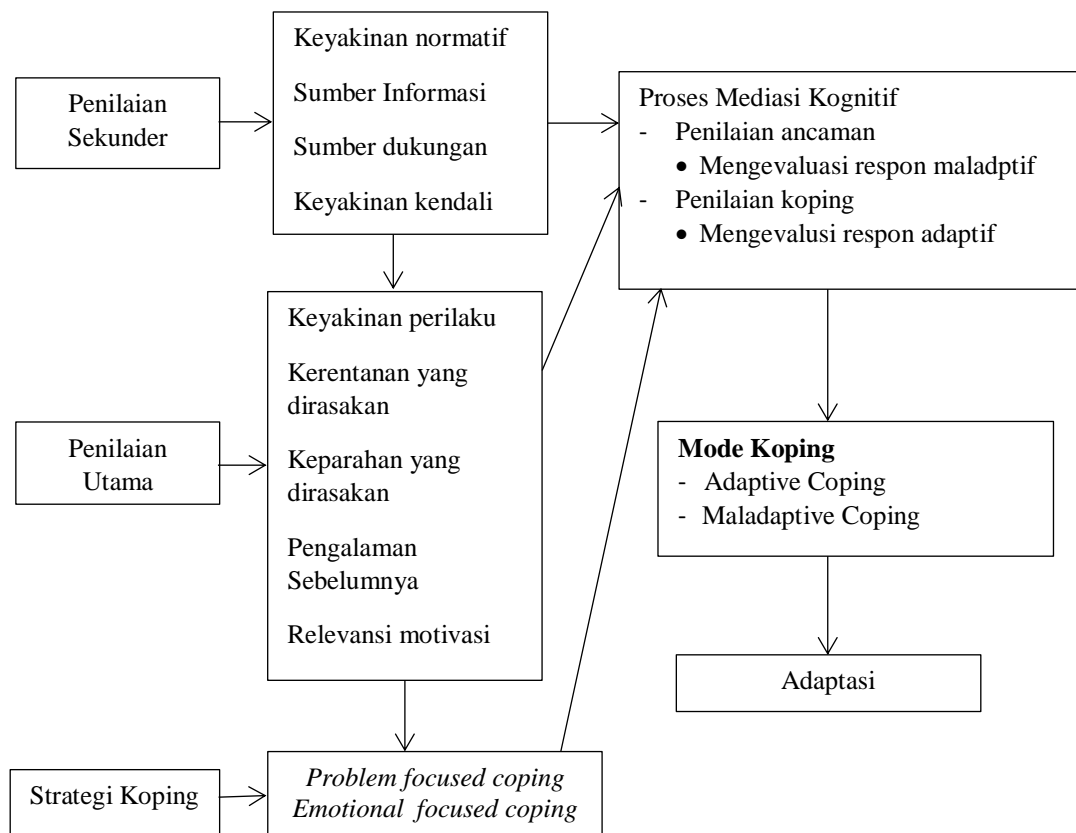 Penilaian
Sekunder
Keyakinan normatif
Sumber Informasi
Sumber dukungan
Keyakinan kendali
Proses Mediasi Kognitif
- Penilaian ancaman
• Mengevaluasi respon maladptif
- Penilaian koping
• Mengevalusi respon adaptif
Penilaian
Utama
Keyakinan perilaku
Kerentanan yang
dirasakan
Keparahan yang
dirasakan
Pengalaman
Sebelumnya
Relevansi motivasi
Mode Koping
- Adaptive Coping
- Maladaptive Coping
Adaptasi
Strategi Koping
Problem focused coping
Emotional focused coping